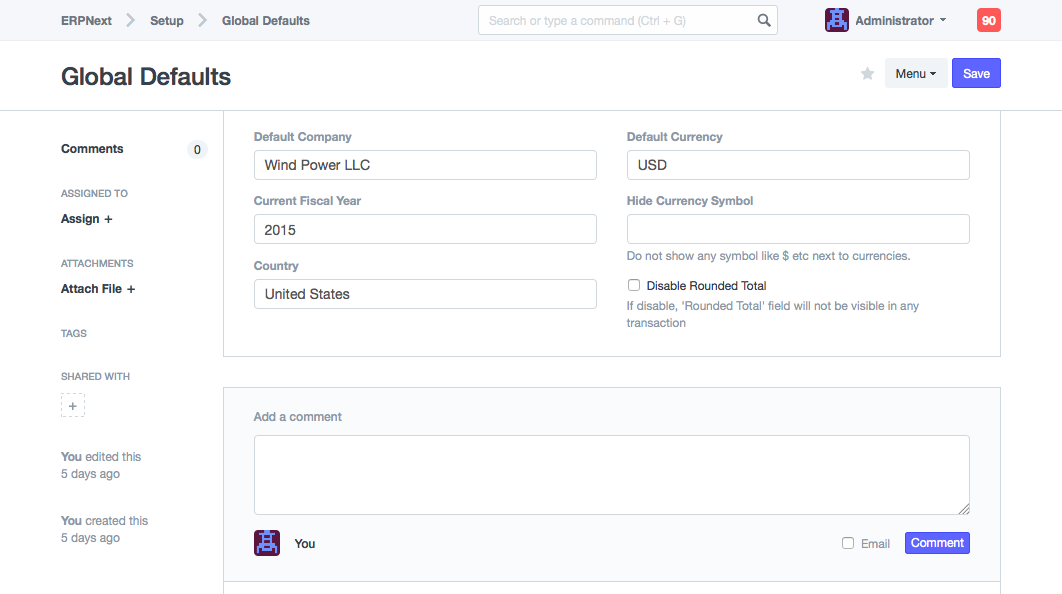 ERPNext Setup Global Defaults Search or type a command (Ctrl + G) Administrator 90
Global Defaults Menu Save
Comments 0
ASSIGNED TO
Assign +
ATTACHMENTS
Attach File +
TAGS
SHARED WITH
+
You edited this
5 days ago
You created this
5 days ago
Default Company
Wind Power LLC
Current Fiscal Year
2015
Country
United States
Default Currency
USD
Hide Currency Symbol
Do not show any symbol like $ etc next to currencies.
Disable Rounded Total
If disable, 'Rounded Total' field will not be visible in any
transaction
Add a comment
You Email Comment